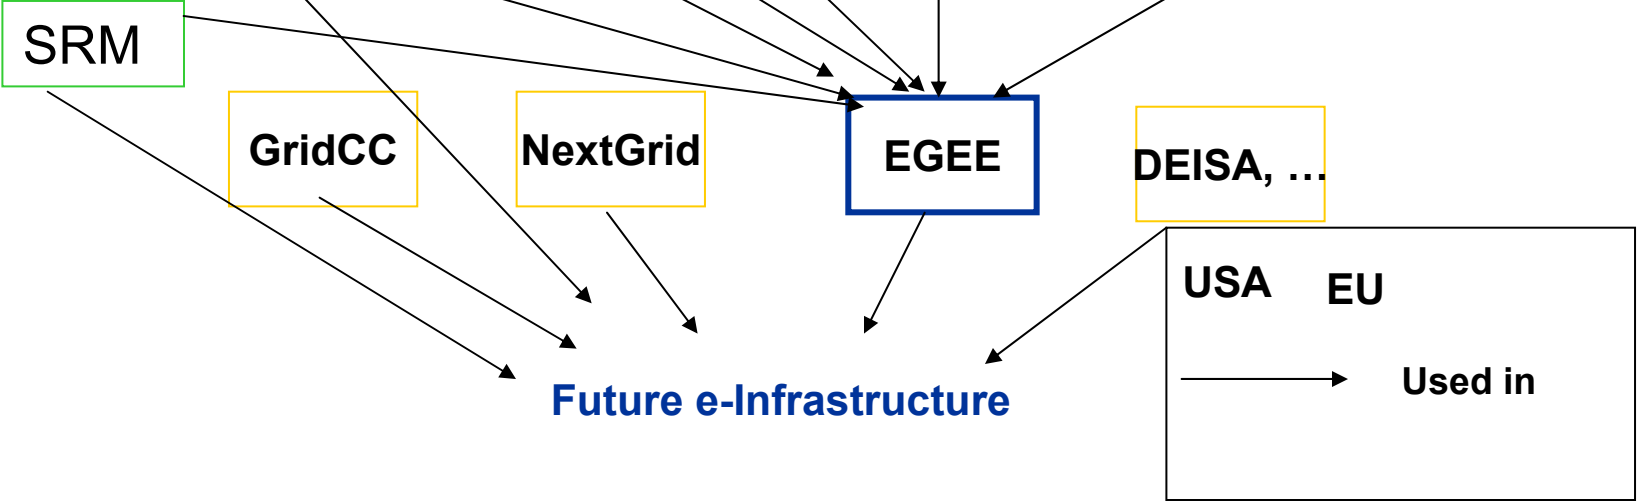 SRM
GridCC
NextGrid
EGEE
DEISA, …
USA
EU
Used in
Future e-Infrastructure